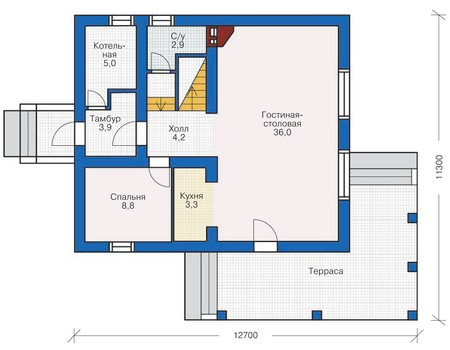 Котель-
ная
5,0
С/у
2,9
Тамбур
3,9
Холл
4,2
Гостиная-
столовая
36,0
Спальня
8,8
Кухня
3,3
Терраса
11300
12700